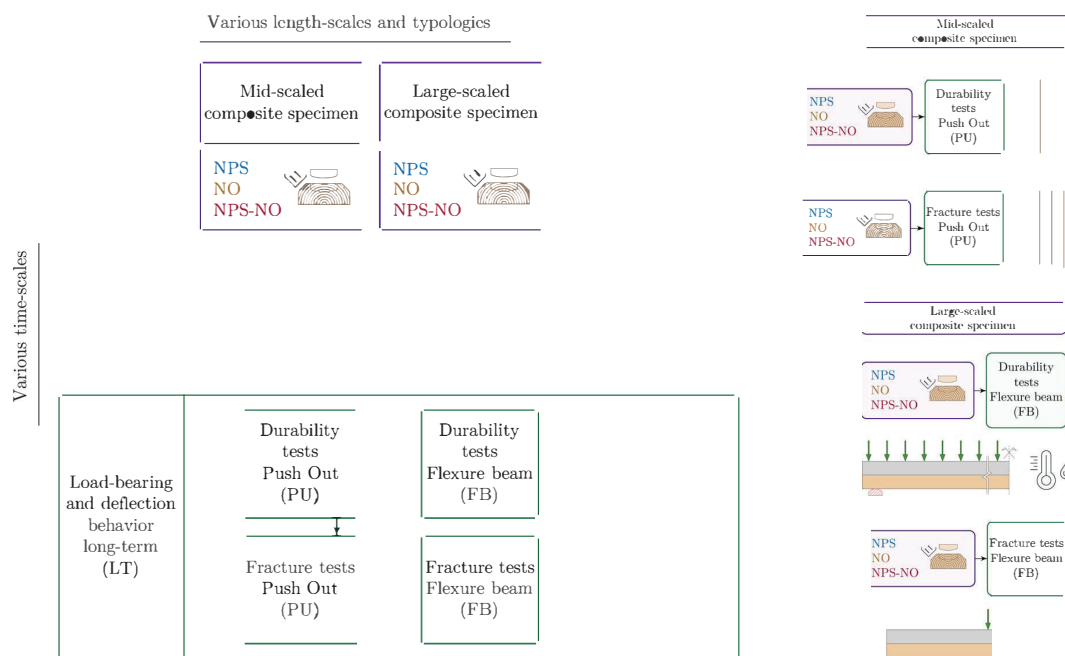 Various length-scales and typologies
Mid-scaled
composite specimen
Large-scaled
composite specimen
NPS
NO
NPS-NO
NPS
NO
NPS-NO
Various time-scales
Load-bearing
and deflection
behavior
long-term
(LT)
Durability
tests
Push Out
(PU)
Durability
tests
Flexure beam
(FB)
Fracture tests
Push Out
(PU)
Fracture tests
Flexure beam
(FB)
Mid-scaled
composite specimen
NPS
NO
NPS-NO
Durability
tests
Push Out
(PU)
NPS
NO
NPS-NO
Fracture tests
Push Out
(PU)
Large-scaled
composite specimen
NPS
NO
NPS-NO
Durability
tests
Flexure beam
(FB)
NPS
NO
NPS-NO
Fracture tests
Flexure beam
(FB)